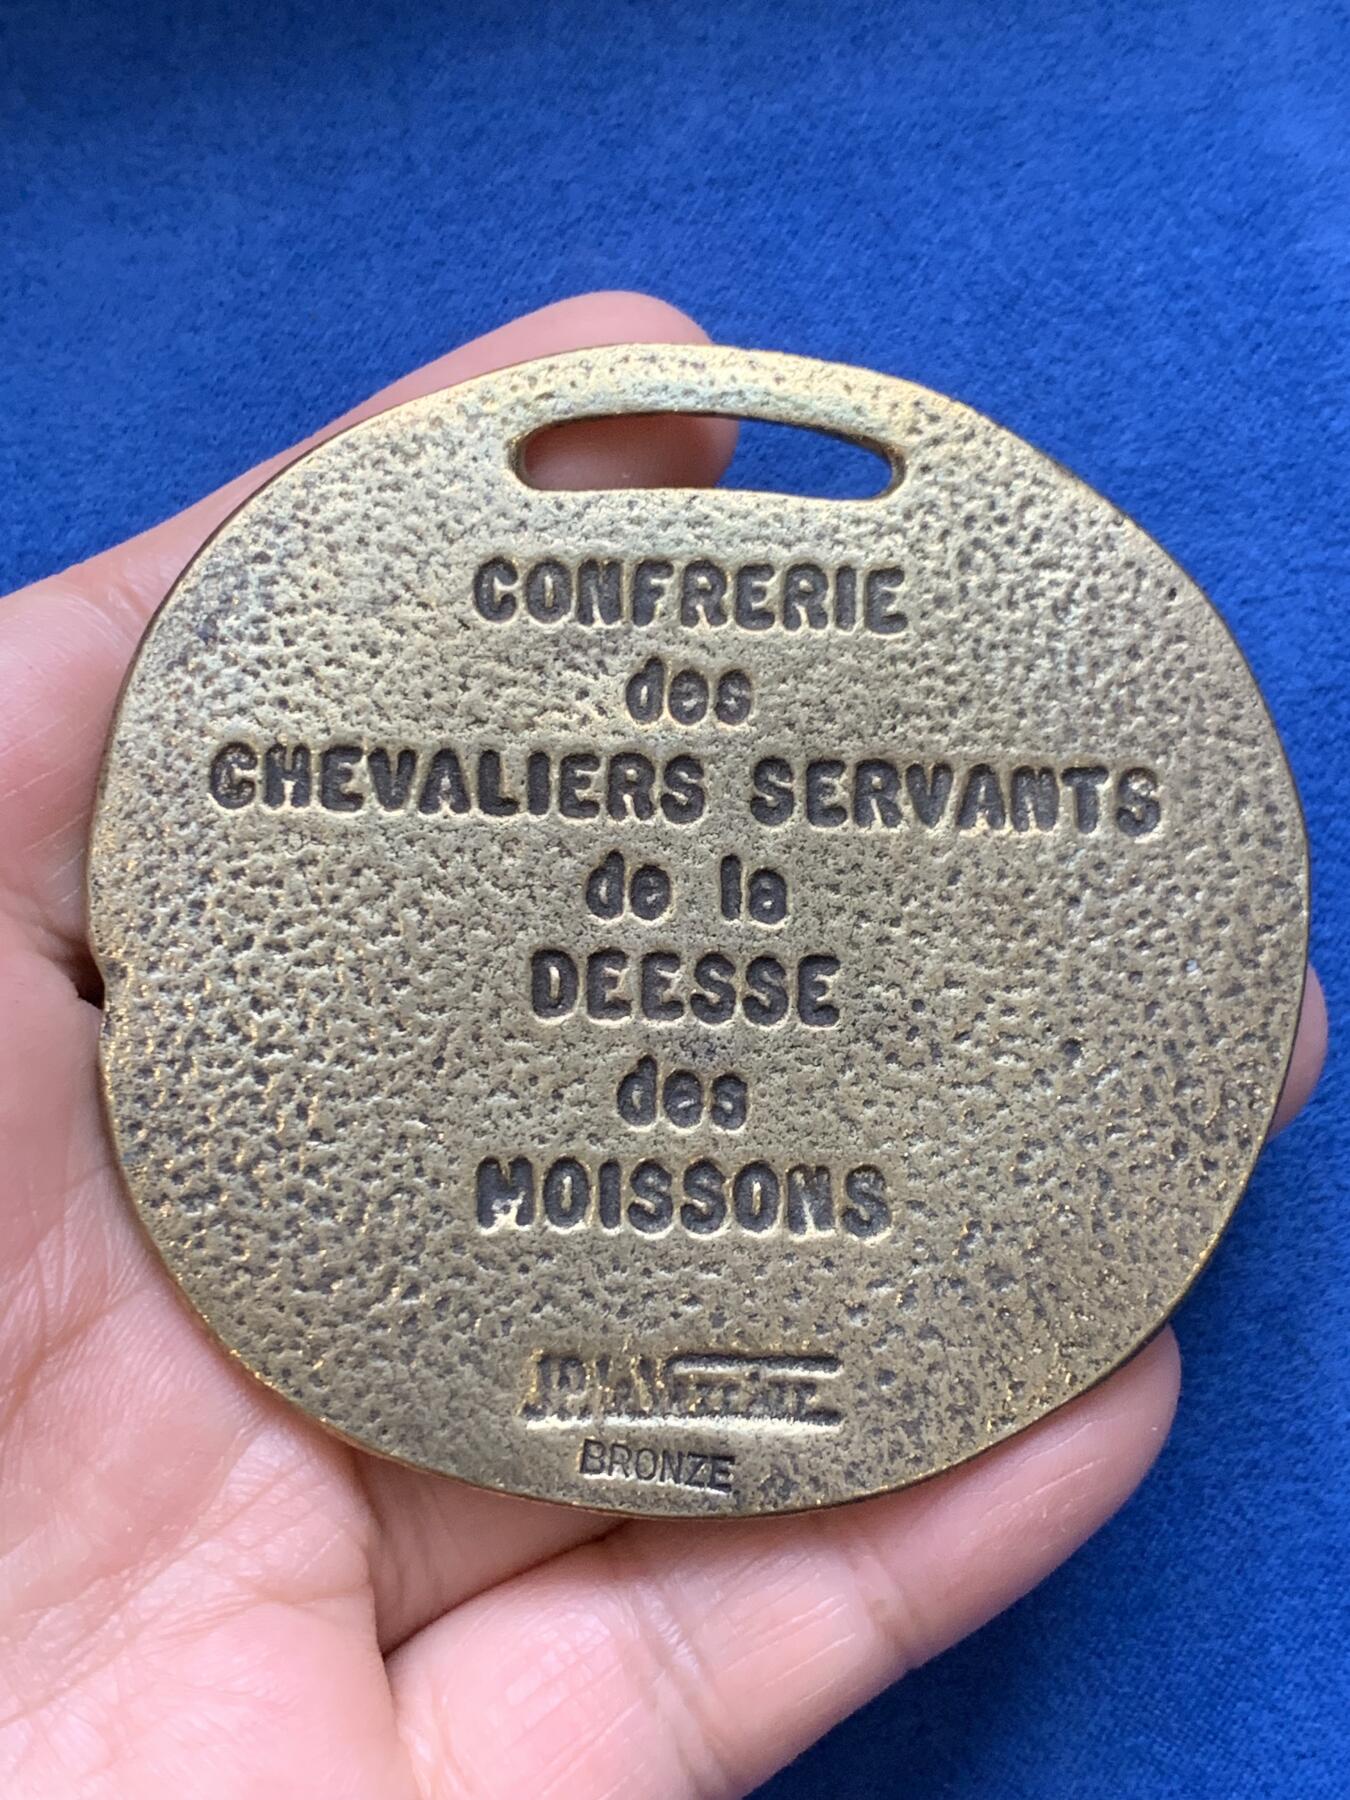 CONFRERIE
des
CHEVALIERS SERVANTS
de la
DEESSE
des
MOISSONS
BRONZE